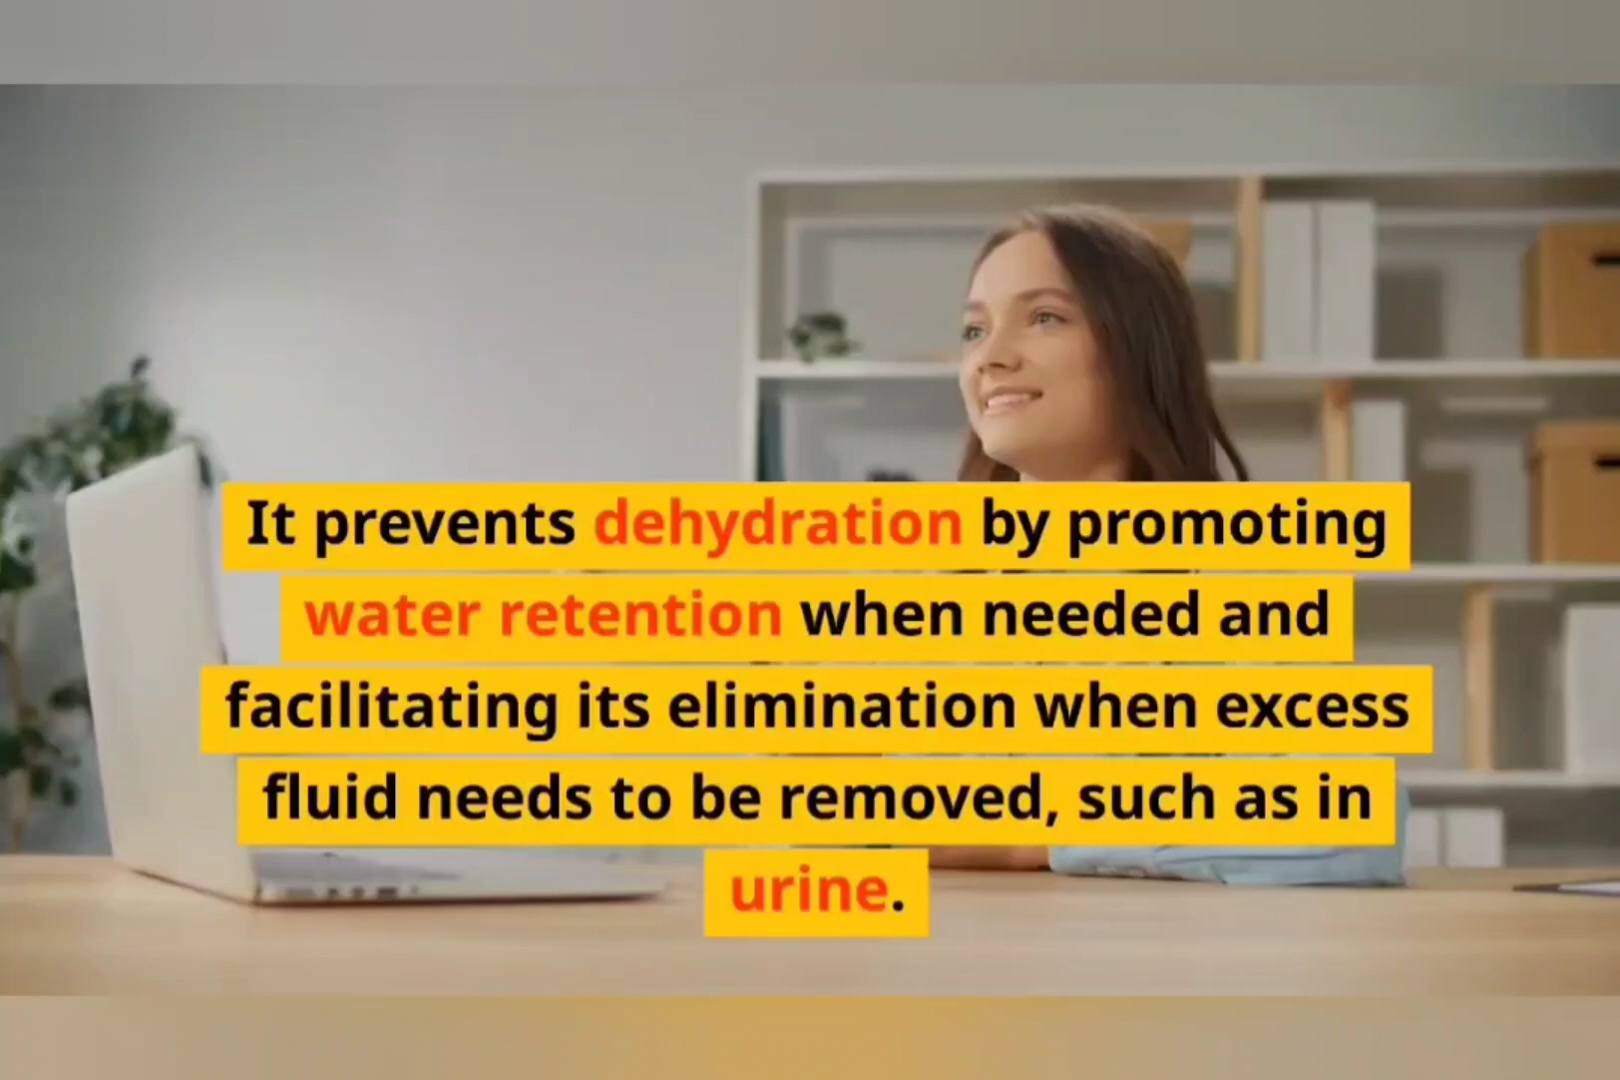 It prevents dehydration by promoting
water retention when needed and
facilitating its elimination when excess
fluid needs to be removed, such as in
urine.